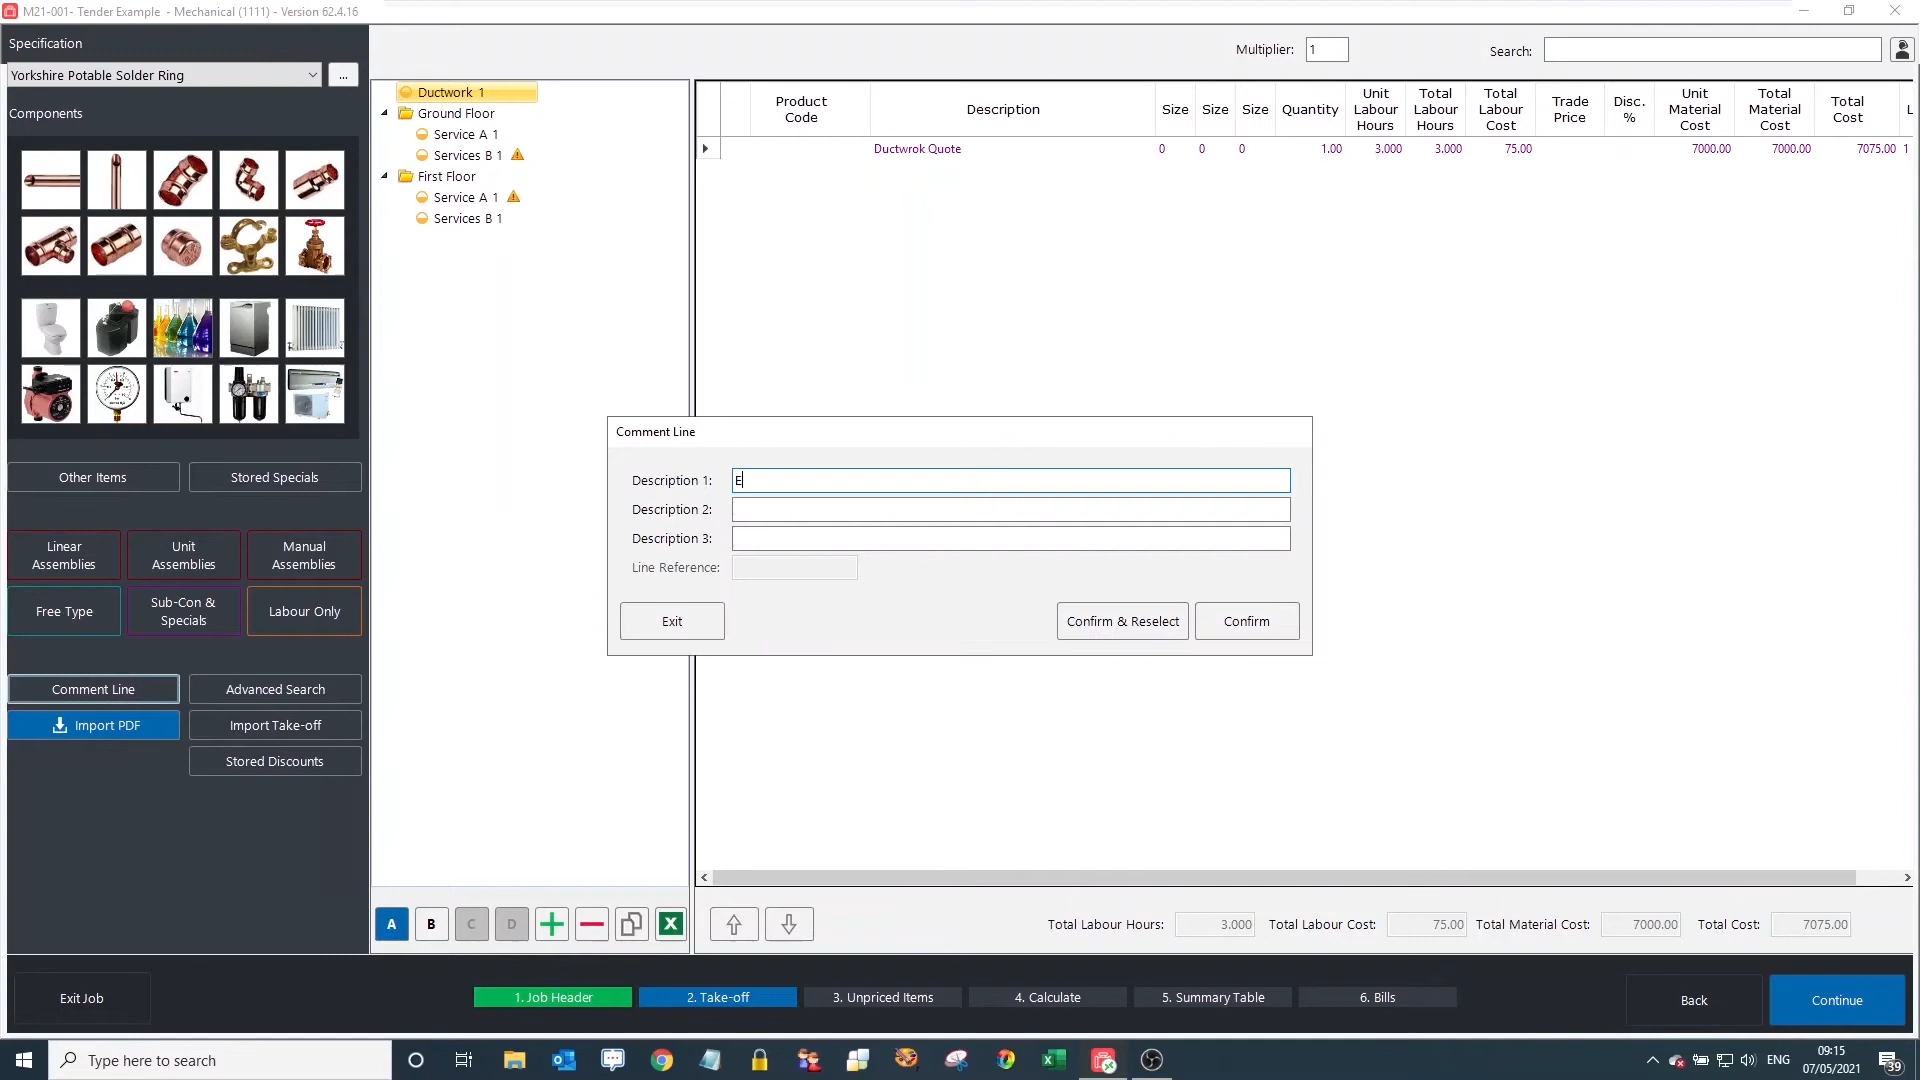 M21-001- Tender Example - Mechanical (1111) - Version 62.4.16
Specification
Yorkshire Potable Solder Ring
...
Components
Other Items
Stored Specials
Linear Assemblies
Unit Assemblies
Manual Assemblies
Free Type
Sub-Con & Specials
Labour Only
Comment Line
Advanced Search
Import PDF
Import Take-off
Stored Discounts
Ductwork 1
Ground Floor
Service A 1
Services B 1
First Floor
Service A 1
Services B 1
Multiplier: 1
Search:
Product Code
Description
Size
Size
Size
Quantity
Unit Labour Hours
Total Labour Hours
Total Labour Cost
Trade Price
Disc. %
Unit Material Cost
Total Material Cost
Total Cost
L
Ductwrok Quote 0 0 0 1.00 3.000 3.000 75.00 7000.00 7000.00 7075.00 1
Comment Line
Description 1: E
Description 2:
Description 3:
Line Reference:
Exit
Confirm & Reselect
Confirm
A B C D
X
Total Labour Hours: 3.000 Total Labour Cost: 75.00 Total Material Cost: 7000.00 Total Cost: 7075.00
Exit Job
1. Job Header
2. Take-off
3. Unpriced Items
4. Calculate
5. Summary Table
6. Bills
Back
Continue
Type here to search
ENG
09:15
07/05/2021
39